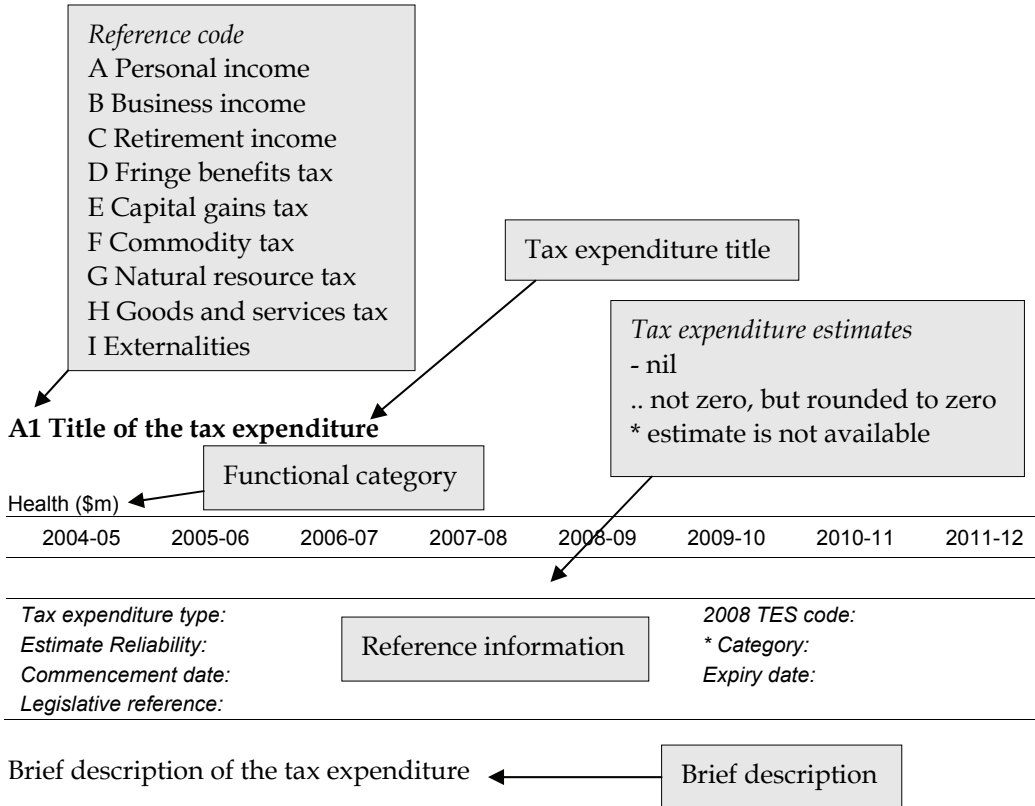 Reference code
A Personal income
B Business income
C Retirement income
D Fringe benefits tax
E Capital gains tax
F Commodity tax
G Natural resource tax
H Goods and services tax
I Externalities
Tax expenditure title
Tax expenditure estimates
- nil
.. not zero, but rounded to zero
* estimate is not available
A1 Title of the tax expenditure
Functional category
Health ($m)
2004-05 2005-06 2006-07 2007-08 2008-09 2009-10 2010-11 2011-12
Tax expenditure type: 2008 TES code:
Estimate Reliability: * Category:
Reference information
Commencement date: Expiry date:
Legislative reference:
Brief description of the tax expenditure
Brief description